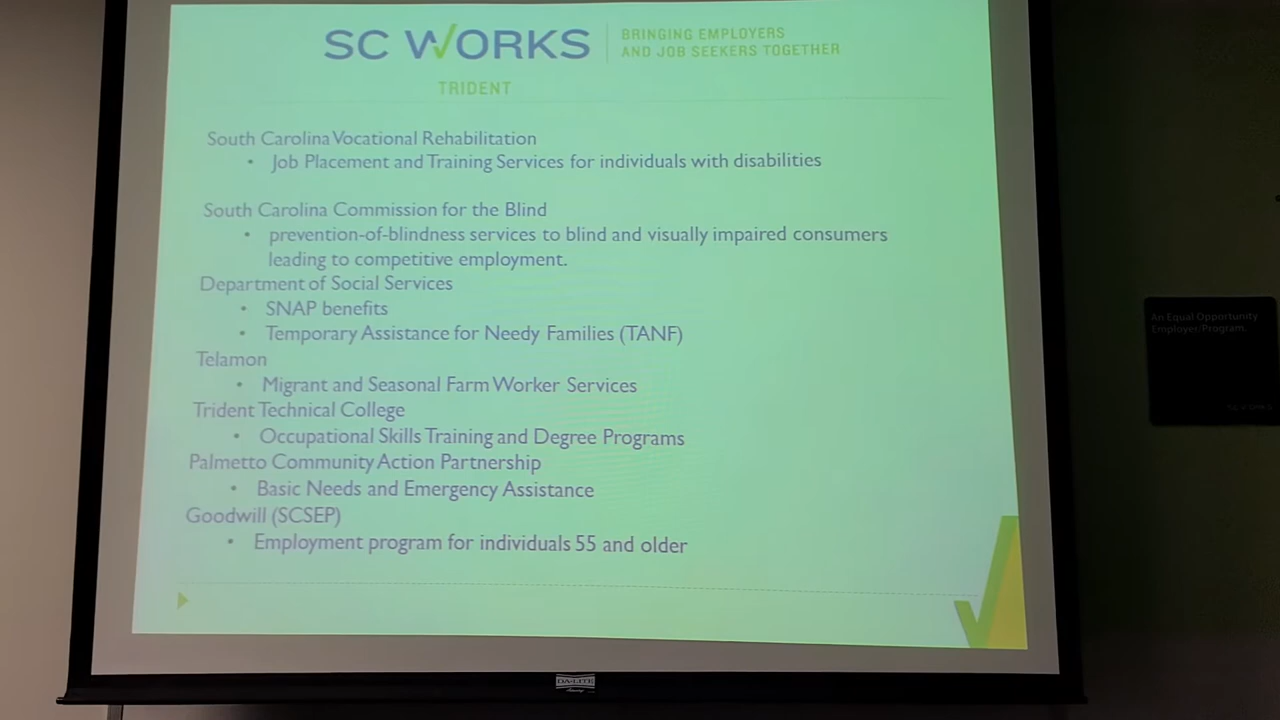 SC WORKS
BRINGING EMPLOYERS
AND JOB SEEKERS TOGETHER
TRIDENT
South Carolina Vocational Rehabilitation
• Job Placement and Training Services for individuals with disabilities
South Carolina Commission for the Blind
• prevention-of-blindness services to blind and visually impaired consumers
leading to competitive employment.
Department of Social Services
• SNAP benefits
• Temporary Assistance for Needy Families (TANF)
Telamon
• Migrant and Seasonal Farm Worker Services
Trident Technical College
• Occupational Skills Training and Degree Programs
Palmetto Community Action Partnership
• Basic Needs and Emergency Assistance
Goodwill (SCSEP)
• Employment program for individuals 55 and older
An Equal Opportunity
Employer/Program.
DA-LITE